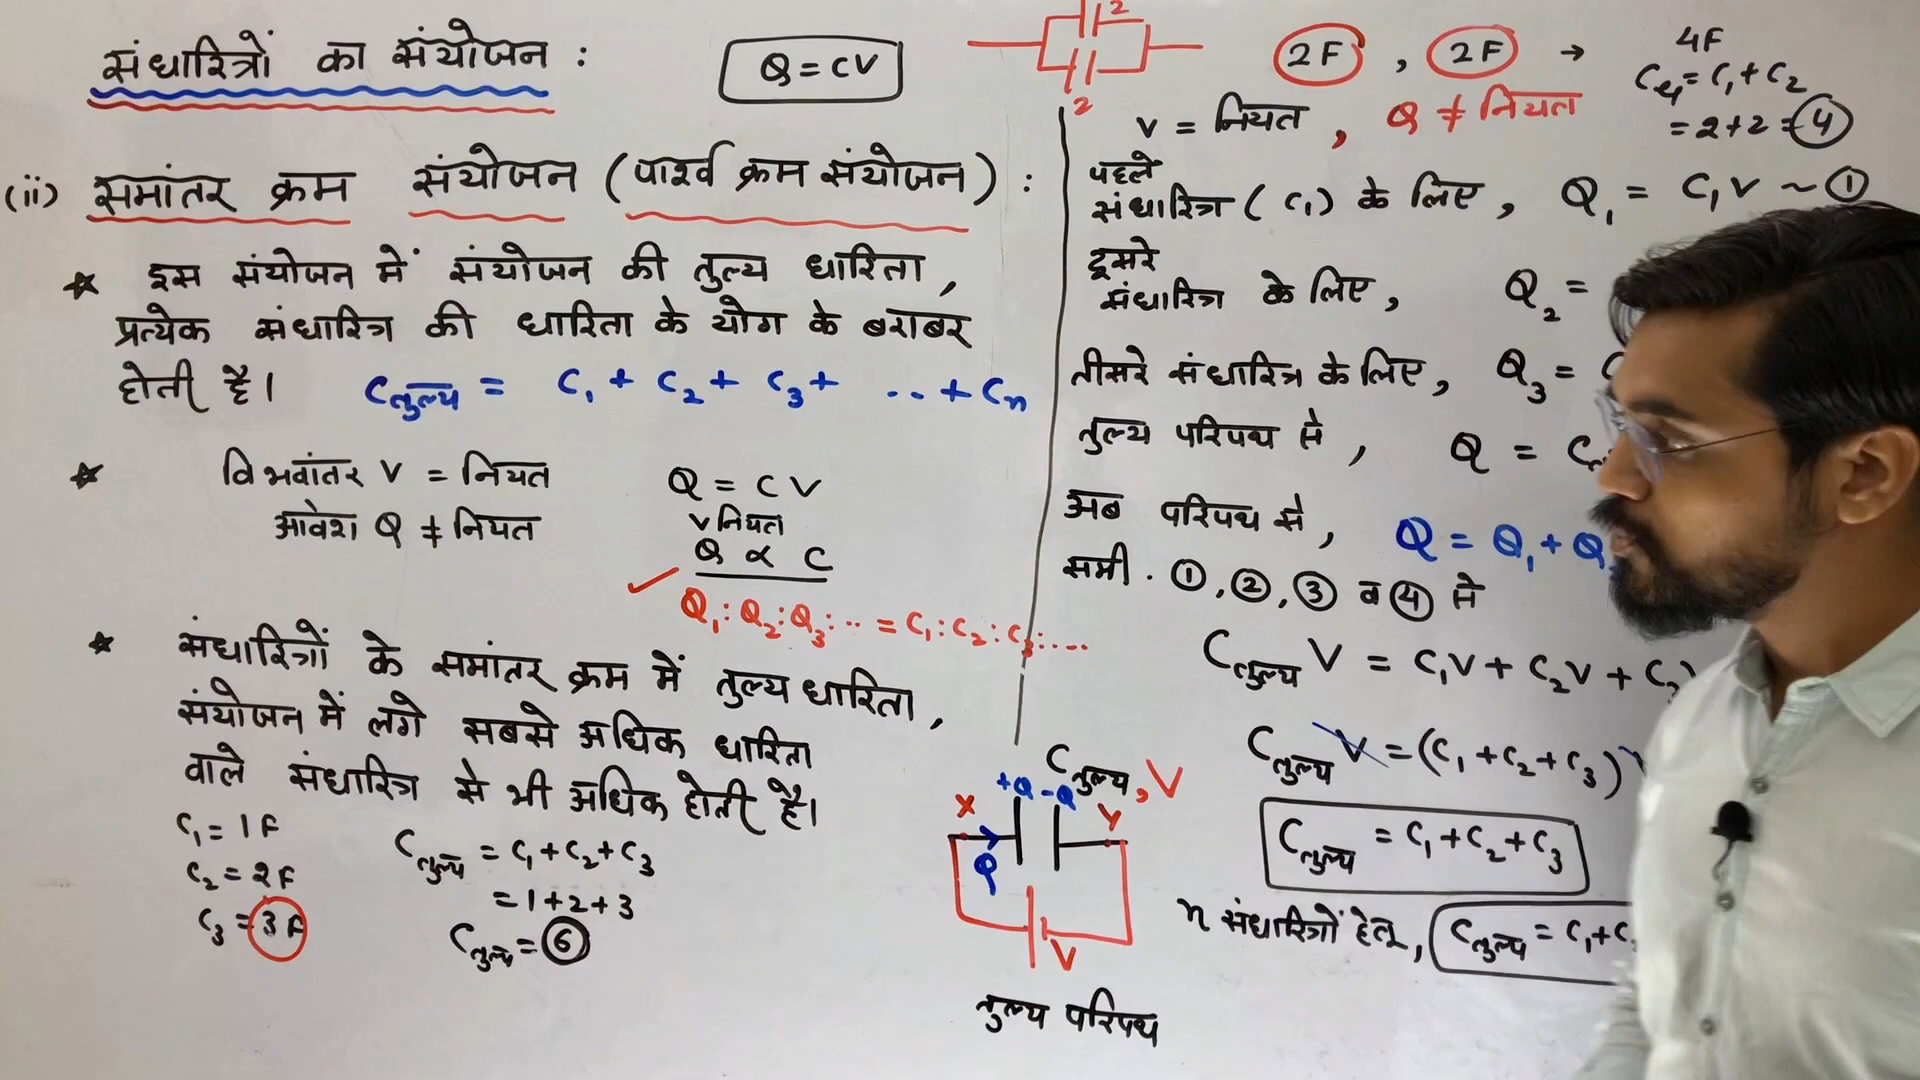 संधारित्रों का संयोजन :
Q = CV
(ii) समांतर क्रम संयोजन (पार्श्व क्रम संयोजन) :
☆ इस संयोजन में संयोजन की तुल्य धारिता,
प्रत्येक संधारित्र की धारिता के योग के बराबर
होती है। Cतुल्य = C₁ + C₂ + C₃ + .. + Cn
☆ विभवांतर V = नियत
आवेश Q ≠ नियत
Q = CV
V नियत
Q ∝ C
✓ Q₁ : Q₂ : Q₃ : .. = C₁ : C₂ : C₃ : ....
☆ संधारित्रों के समांतर क्रम में तुल्य धारिता,
संयोजन में लगे सबसे अधिक धारिता
वाले संधारित्र से भी अधिक होती है।
C₁ = 1F
C₂ = 2F
C₃ = 3F
Cतुल्य = C₁ + C₂ + C₃
= 1 + 2 + 3
Cतुल्य = 6
2
2
2F , 2F →
4F
Ceq = C₁ + C₂
= 2 + 2 = 4
V = नियत , Q ≠ नियत
पहले
संधारित्र (C₁) के लिए, Q₁ = C₁V ~ ①
दूसरे
संधारित्र के लिए, Q₂ =
तीसरे संधारित्र के लिए, Q₃ =
तुल्य परिपथ से, Q =
अब परिपथ से, Q = Q₁ + Q
समी. ①, ②, ③ व ④ से
Cतुल्य V = C₁V + C₂V +
Cतुल्य V = (C₁ + C₂ + C₃)
Cतुल्य = C₁ + C₂ + C₃
n संधारित्रों हेतु, Cतुल्य = C₁ +
Cतुल्य, V
+Q -Q
X Y
Q
V
तुल्य परिपथ